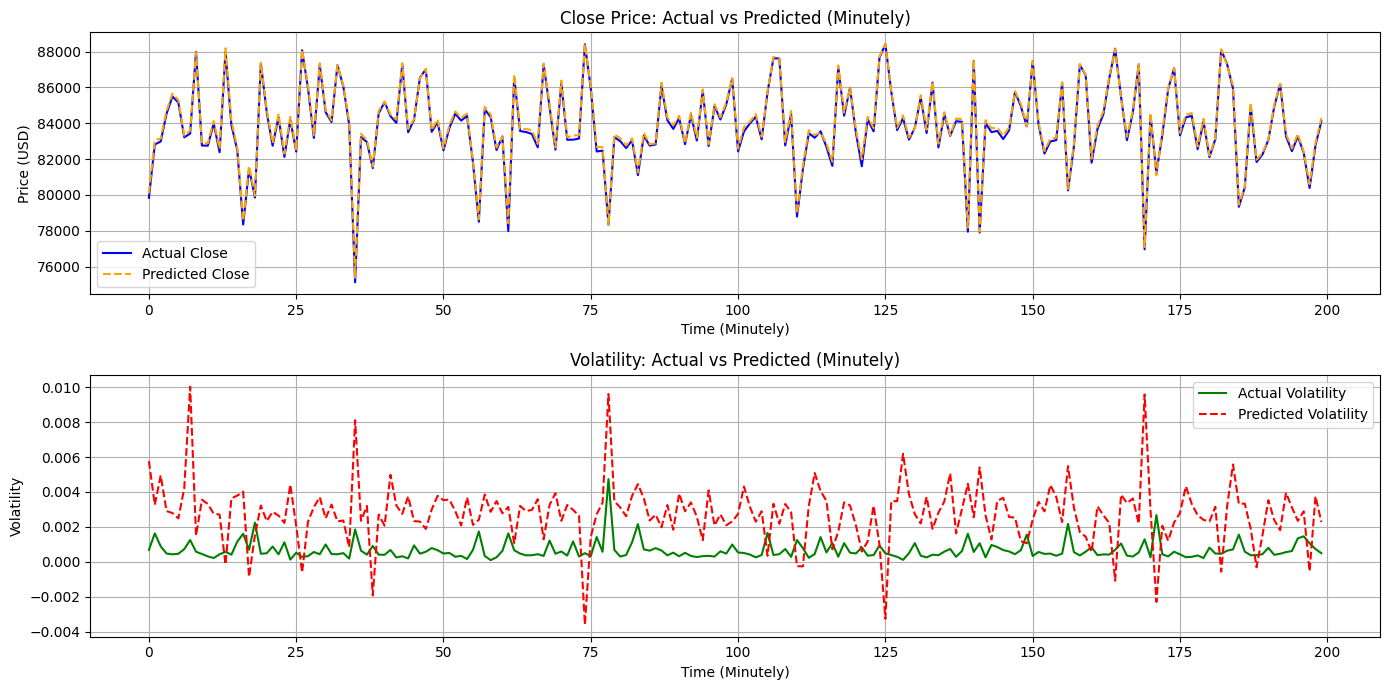 Close Price: Actual vs Predicted (Minutely)
Price (USD)
88000
86000
84000
82000
80000
78000
76000
Actual Close
Predicted Close
0 25 50 75 100 125 150 175 200
Time (Minutely)
Volatility: Actual vs Predicted (Minutely)
Volatility
0.010
0.008
0.006
0.004
0.002
0.000
−0.002
−0.004
Actual Volatility
Predicted Volatility
0 25 50 75 100 125 150 175 200
Time (Minutely)